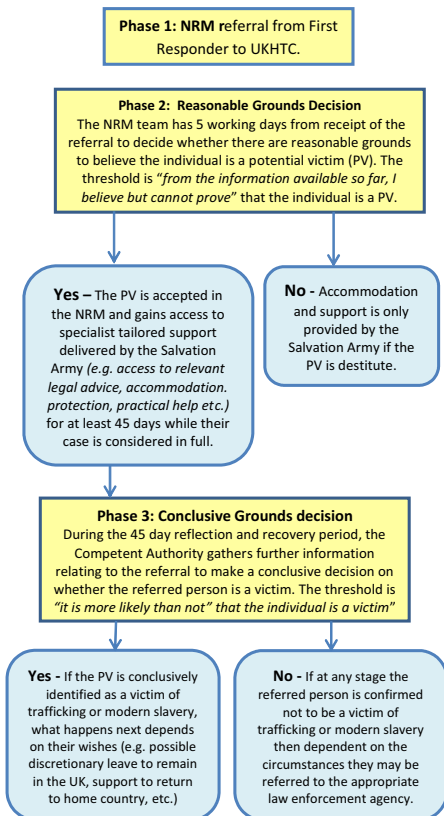 Phase 1: NRM referral from First
Responder to UKHTC.
Phase 2:  Reasonable Grounds Decision
The NRM team has 5 working days from receipt of the
referral to decide whether there are reasonable grounds
to believe the individual is a potential victim (PV). The
threshold is “from the information available so far, I
believe but cannot prove” that the individual is a PV.
Yes – The PV is accepted in
the NRM and gains access to
specialist tailored support
delivered by the Salvation
Army (e.g. access to relevant
legal advice, accommodation.
protection, practical help etc.)
for at least 45 days while their
case is considered in full.
No - Accommodation
and support is only
provided by the
Salvation Army if the
PV is destitute.
Phase 3: Conclusive Grounds decision
During the 45 day reflection and recovery period, the
Competent Authority gathers further information
relating to the referral to make a conclusive decision on
whether the referred person is a victim. The threshold is
“it is more likely than not” that the individual is a victim”
Yes - If the PV is conclusively
identified as a victim of
trafficking or modern slavery,
what happens next depends
on their wishes (e.g. possible
discretionary leave to remain
in the UK, support to return
to home country, etc.)
No - If at any stage the
referred person is confirmed
not to be a victim of
trafficking or modern slavery
then dependent on the
circumstances they may be
referred to the appropriate
law enforcement agency.